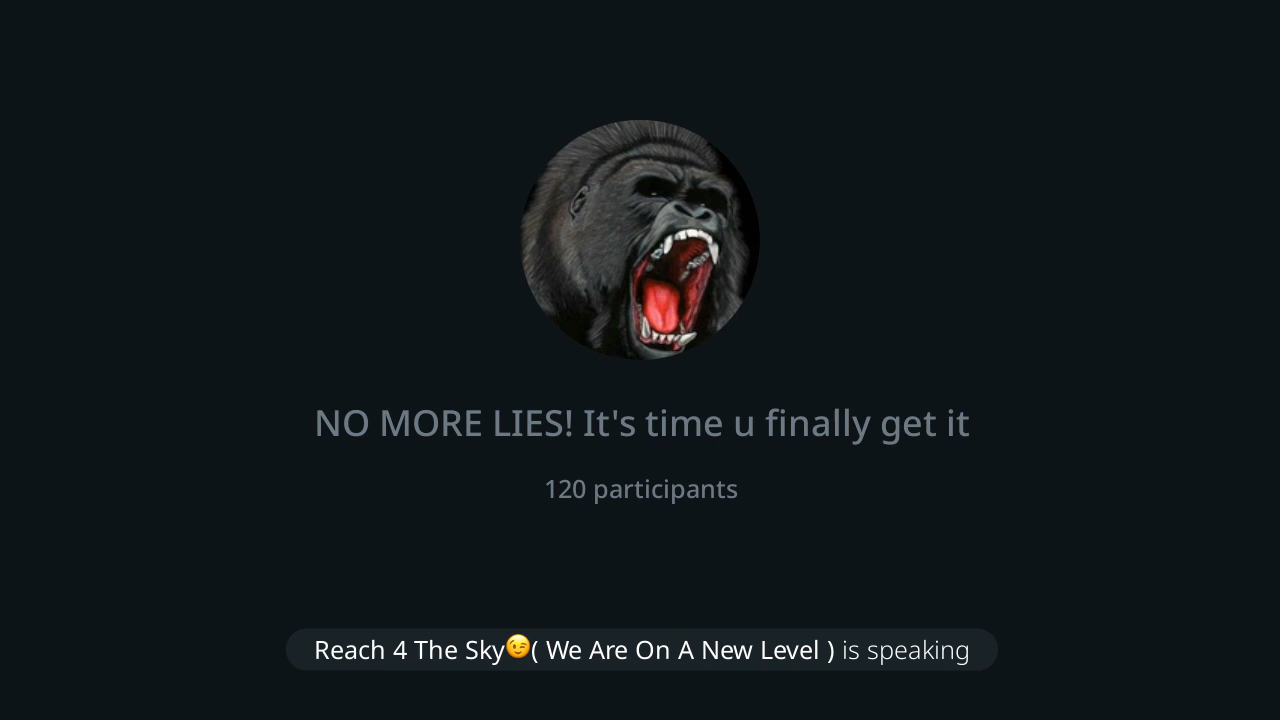 NO MORE LIES! It's time u finally get it
120 participants
Reach 4 The Sky😉( We Are On A New Level ) is speaking